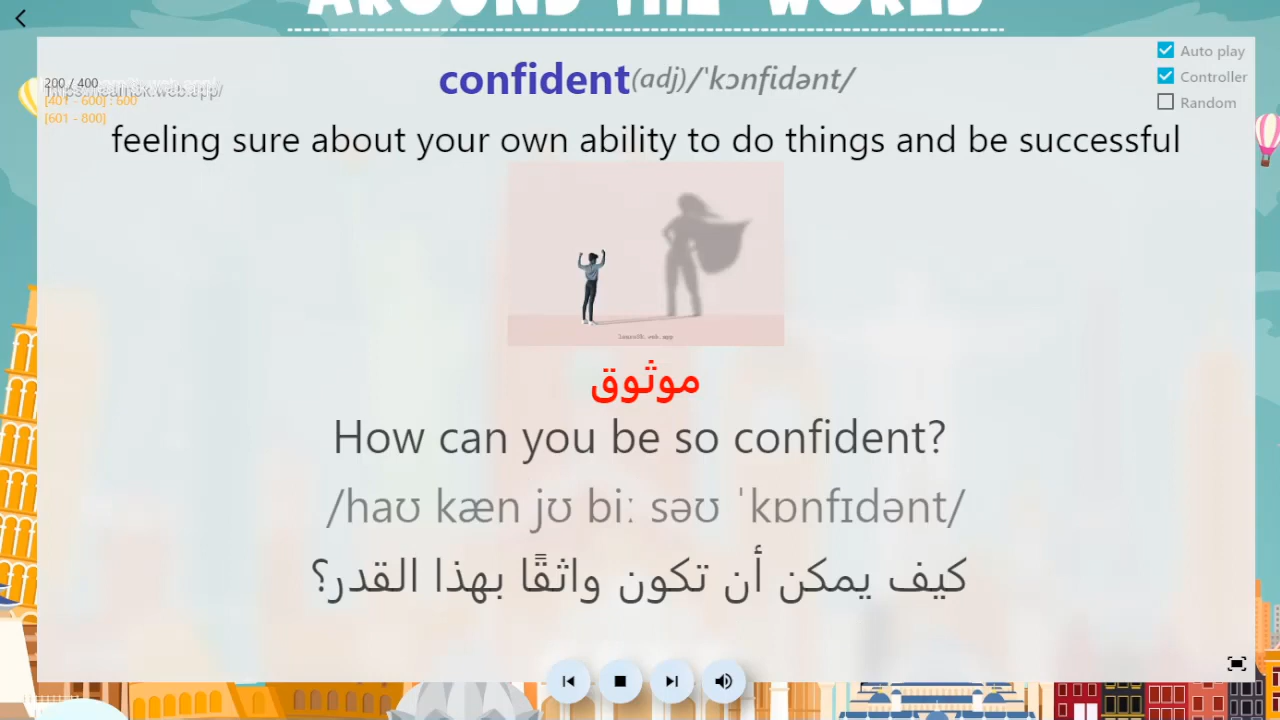 AROUND THE WORLD
confident(adj)/'kɔnfidənt/
Auto play
Controller
Random
200 / 400
[401 - 600] : 600
[601 - 800]
feeling sure about your own ability to do things and be successful
موثوق
How can you be so confident?
/haʊ kæn jʊ biː səʊ ˈkɒnfɪdənt/
كيف يمكن أن تكون واثقًا بهذا القدر؟